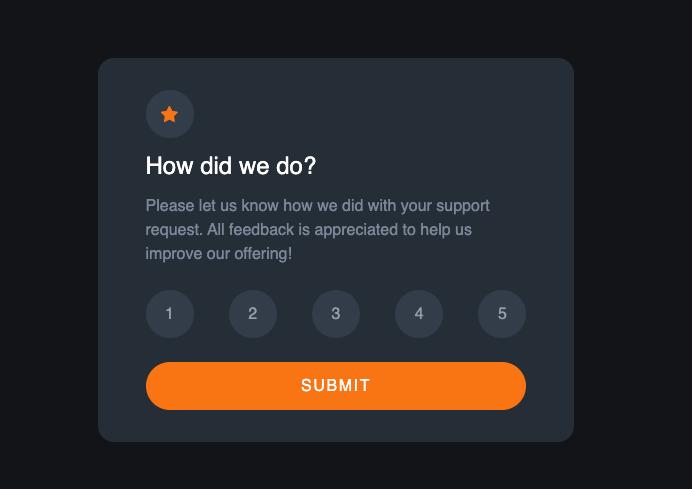 How did we do?
Please let us know how we did with your support
request. All feedback is appreciated to help us
improve our offering!
1 2 3 4 5
SUBMIT